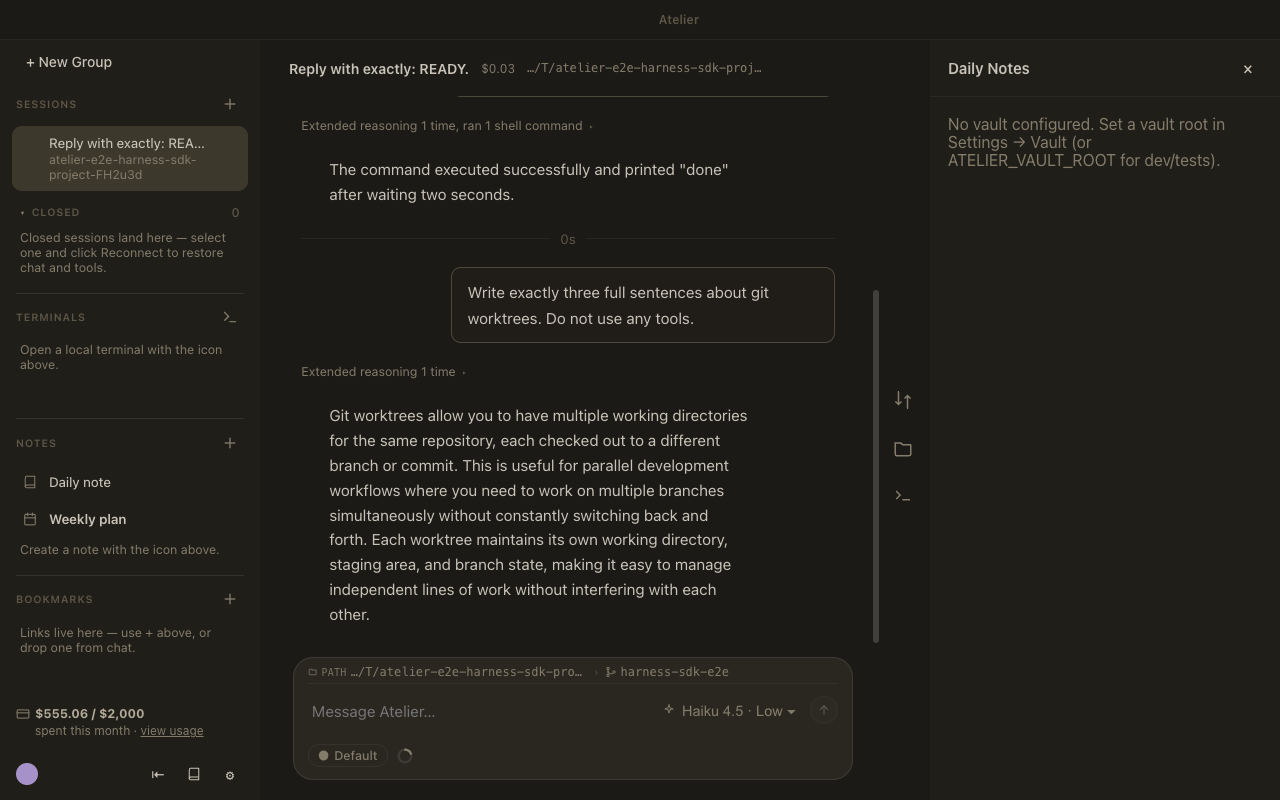 Atelier
+ New Group
SESSIONS
Reply with exactly: REA...
atelier-e2e-harness-sdk-
project-FH2u3d
CLOSED
0
Closed sessions land here — select
one and click Reconnect to restore
chat and tools.
TERMINALS
Open a local terminal with the icon
above.
NOTES
Daily note
Weekly plan
Create a note with the icon above.
BOOKMARKS
Links live here — use + above, or
drop one from chat.
$555.06 / $2,000
spent this month · view usage
Reply with exactly: READY. $0.03 …/T/atelier-e2e-harness-sdk-proj…
Extended reasoning 1 time, ran 1 shell command
The command executed successfully and printed "done"
after waiting two seconds.
0s
Write exactly three full sentences about git
worktrees. Do not use any tools.
Extended reasoning 1 time
Git worktrees allow you to have multiple working directories
for the same repository, each checked out to a different
branch or commit. This is useful for parallel development
workflows where you need to work on multiple branches
simultaneously without constantly switching back and
forth. Each worktree maintains its own working directory,
staging area, and branch state, making it easy to manage
independent lines of work without interfering with each
other.
PATH …/T/atelier-e2e-harness-sdk-pro… › harness-sdk-e2e
Message Atelier...
Haiku 4.5 · Low
Default
Daily Notes
No vault configured. Set a vault root in
Settings → Vault (or
ATELIER_VAULT_ROOT for dev/tests).